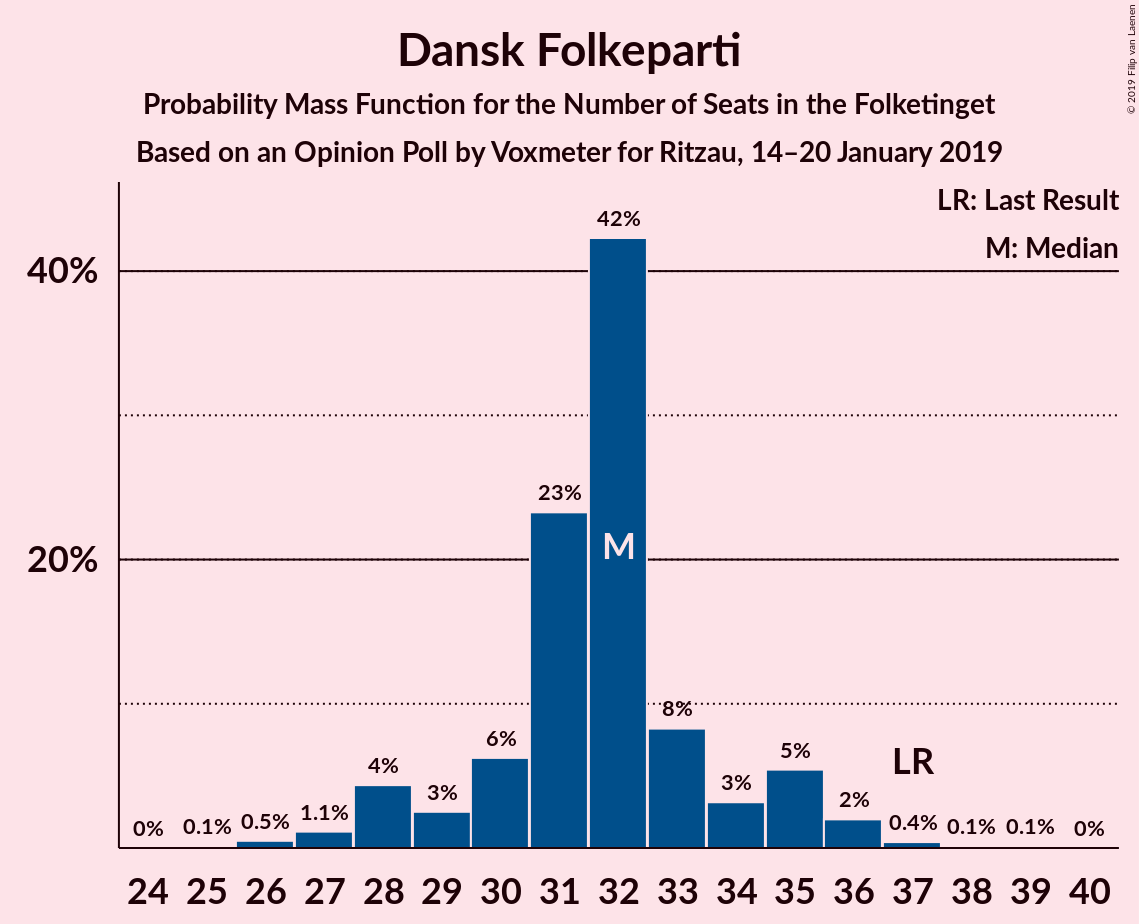 Dansk Folkeparti
Probability Mass Function for the Number of Seats in the Folketinget
Based on an Opinion Poll by Voxmeter for Ritzau, 14–20 January 2019
© 2019 Filip van Laenen
LR: Last Result
M: Median
40%
20%
0%
0.1%
0.5%
1.1%
4%
3%
6%
23%
42%
M
8%
3%
5%
2%
LR
0.4%
0.1%
0.1%
0%
24 25 26 27 28 29 30 31 32 33 34 35 36 37 38 39 40